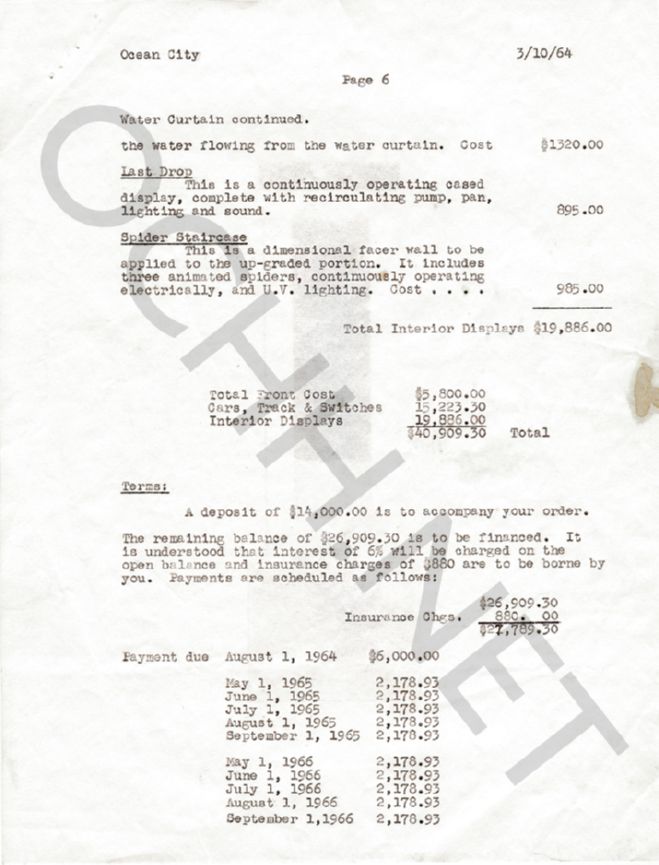 Ocean City 3/10/64
Page 6
Water Curtain continued.
the water flowing from the water curtain. Cost $1320.00
Last Drop
This is a continuously operating cased
display, complete with recirculating pump, pan,
lighting and sound. 895.00
Spider Staircase
This is a dimensional facer wall to be
applied to the up-graded portion. It includes
three animated spiders, continuously operating
electrically, and U.V. lighting. Cost . . . . 985.00
Total Interior Displays $19,886.00
Total Front Cost $5,800.00
Cars, Track & Switches 15,223.30
Interior Displays 19,886.00
$40,909.30 Total
Terms:
A deposit of $14,000.00 is to accompany your order.
The remaining balance of $26,909.30 is to be financed. It
is understood that interest of 6% will be charged on the
open balance and insurance charges of $880 are to be borne by
you. Payments are scheduled as follows:
$26,909.30
Insurance Chgs. 880. 00
$27,789.30
Payment due August 1, 1964 $6,000.00
May 1, 1965 2,178.93
June 1, 1965 2,178.93
July 1, 1965 2,178.93
August 1, 1965 2,178.93
September 1, 1965 2,178.93
May 1, 1966 2,178.93
June 1, 1966 2,178.93
July 1, 1966 2,178.93
August 1, 1966 2,178.93
September 1,1966 2,178.93
OCHH.NET